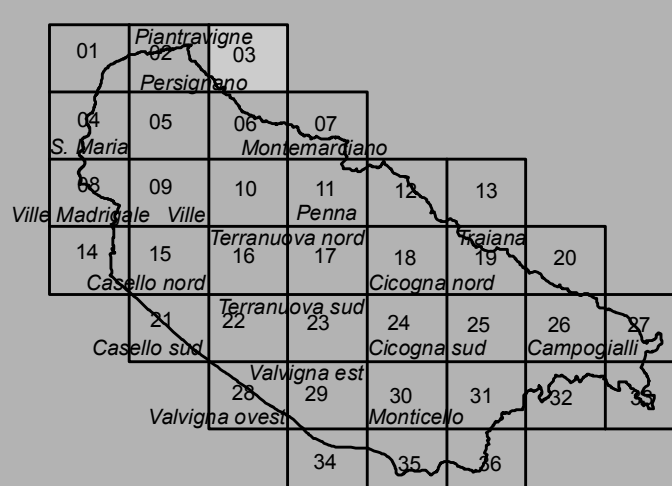 Piantravigne
01 02 03
Persignano
04 05 06 07
S. Maria Montemarciano
08 09 10 11 12 13
Ville Madrigale Ville Penna
Terranuova nord Traiana
14 15 16 17 18 19 20
Casello nord Cicogna nord
Terranuova sud
21 22 23 24 25 26 27
Casello sud Cicogna sud Campogialli
Valvigna est
28 29 30 31 32 33
Valvigna ovest Monticello
34 35 36